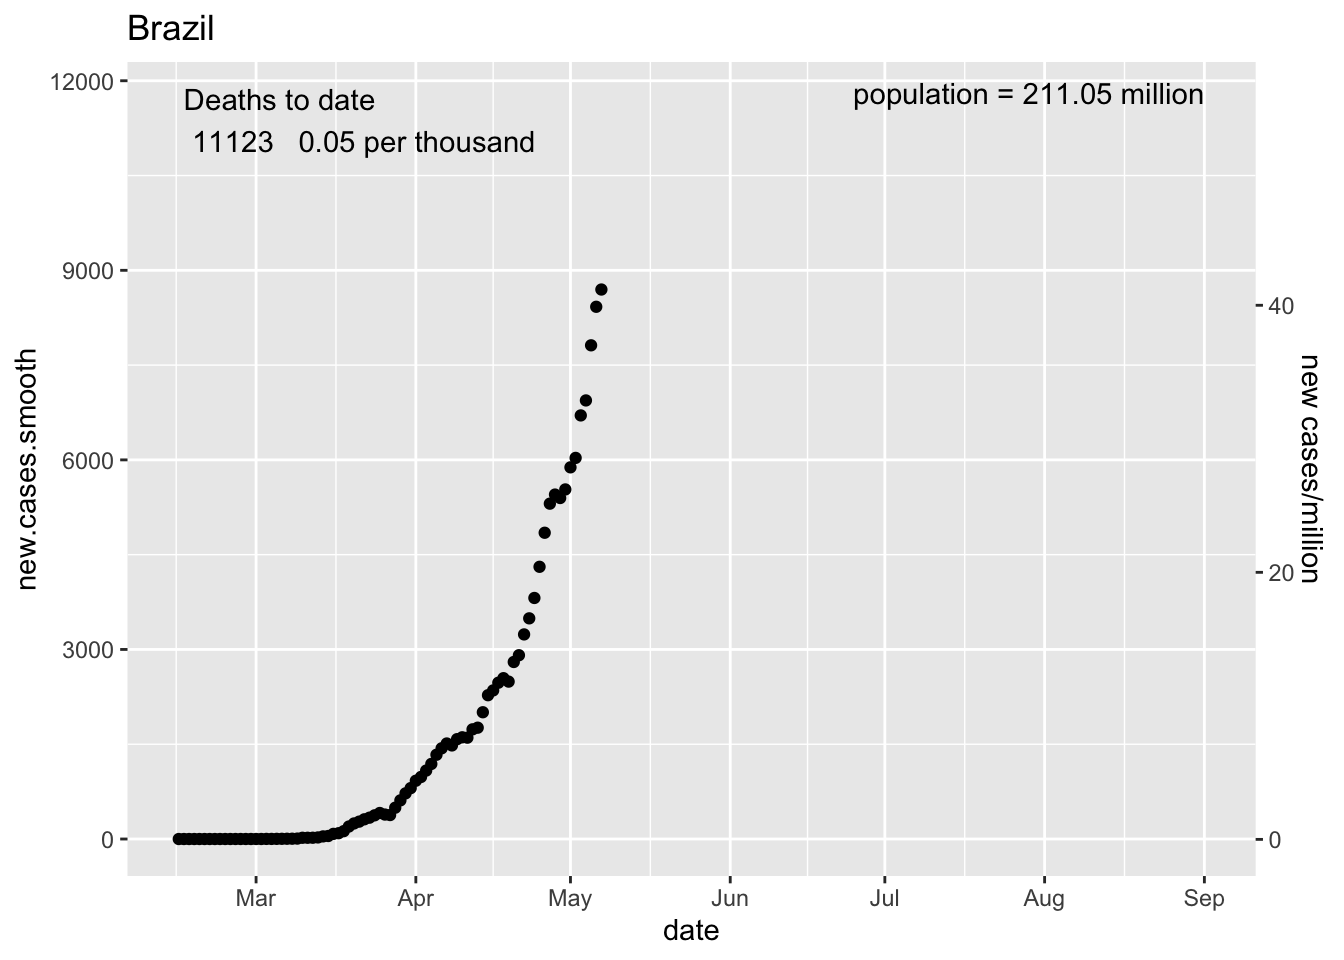 Brazil
12000
9000
6000
3000
0
new.cases.smooth
Deaths to date
11123   0.05 per thousand
population = 211.05 million
40
20
0
new cases/million
Mar Apr May Jun Jul Aug Sep
date